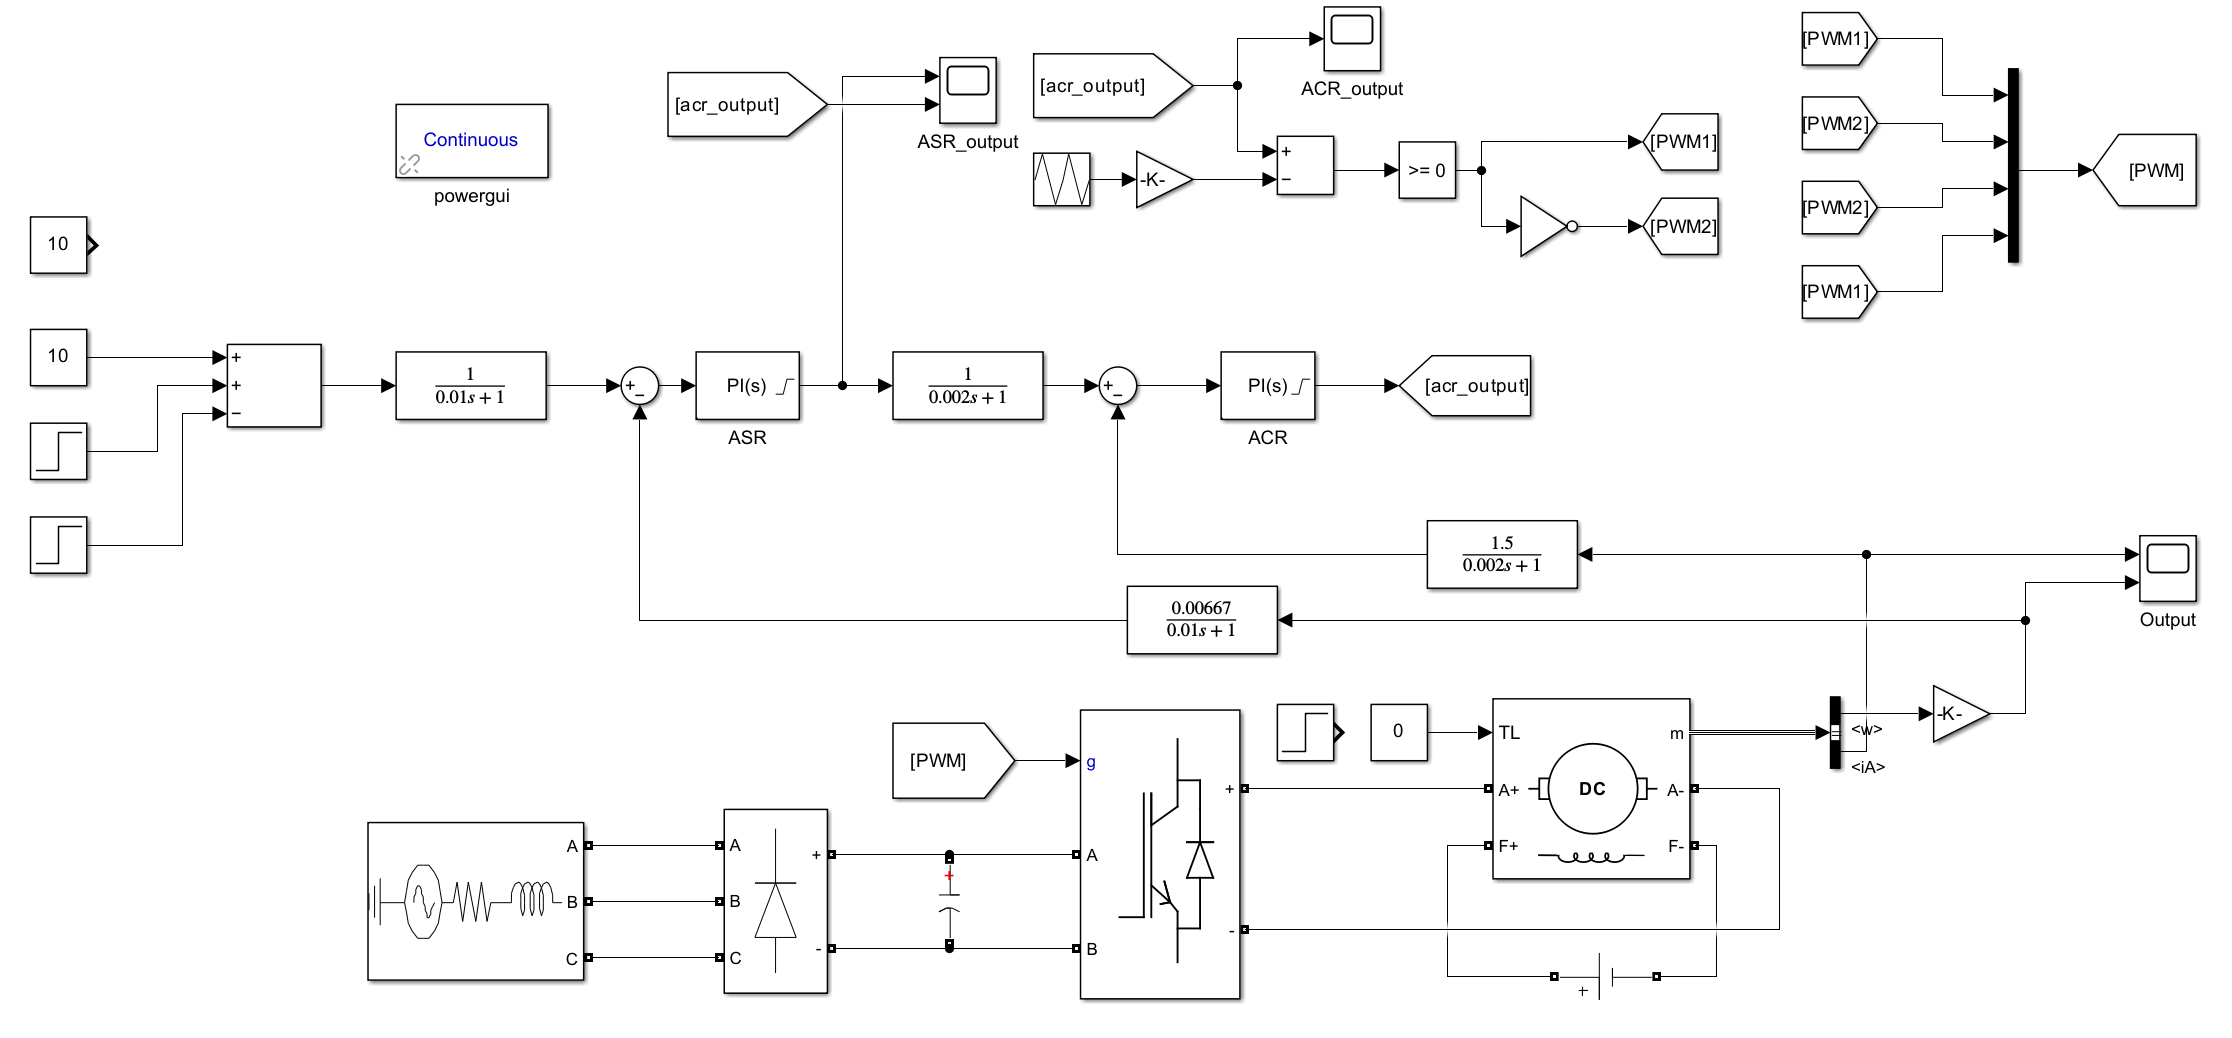 [acr_output]
ASR_output
[acr_output]
ACR_output
Continuous
powergui
-K-
+
−
>= 0
[PWM1]
[PWM2]
[PWM1]
[PWM2]
[PWM2]
[PWM1]
[PWM]
10
10
+
+
−
1
0.01s + 1
+
−
PI(s)
ASR
1
0.002s + 1
+
−
PI(s)
ACR
[acr_output]
1.5
0.002s + 1
0.00667
0.01s + 1
Output
[PWM]
g
A
B
+
-
0
TL
m
A+
DC
A-
F+
F-
<w>
<iA>
-K-
A
B
C
A
B
C
+
-
+
+